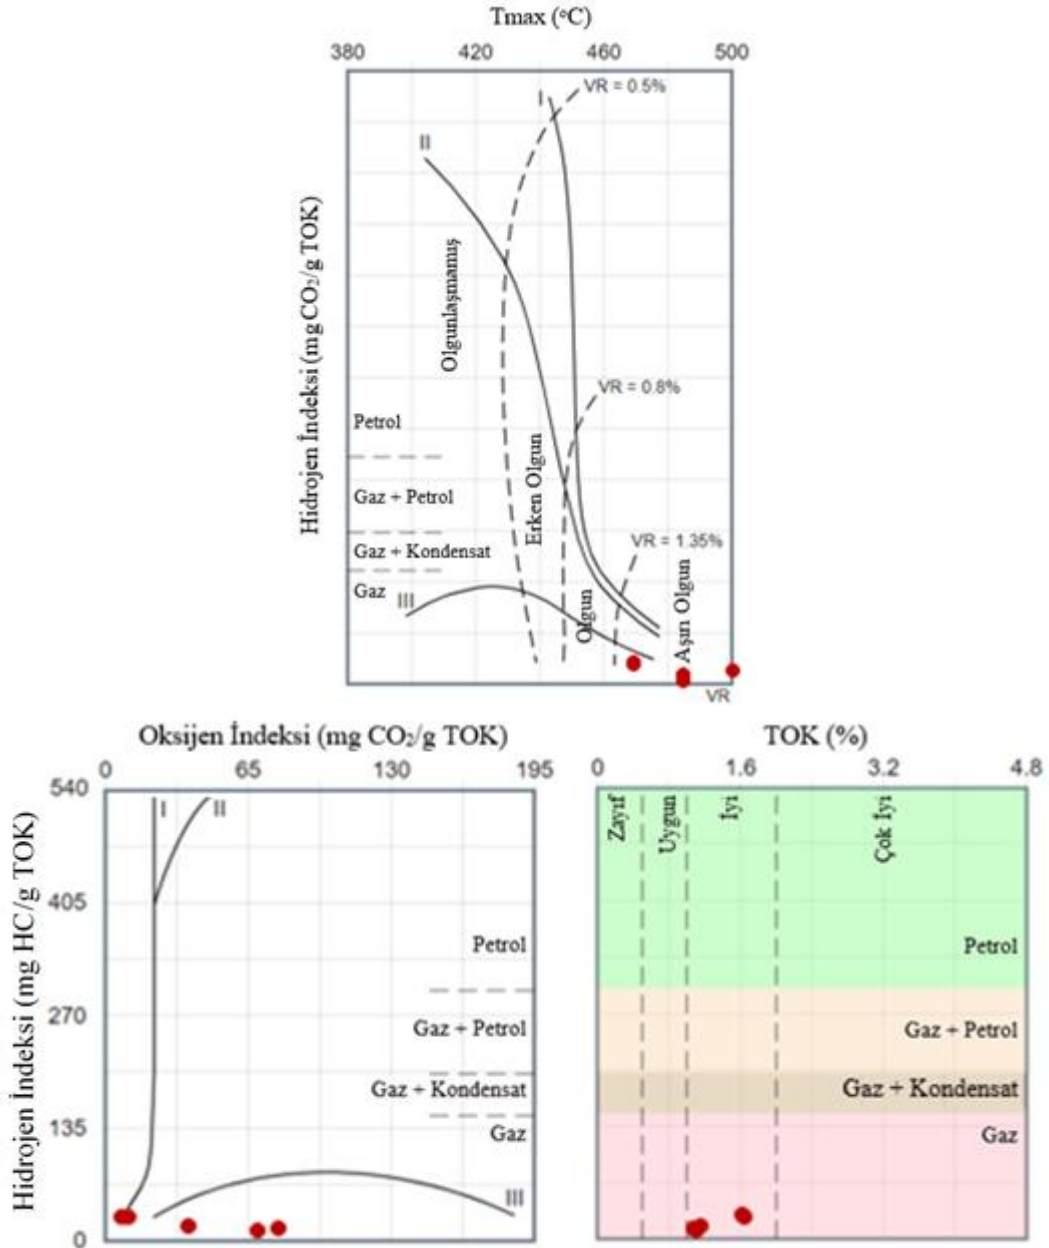 Tmax (°C)
380 420 460 500
VR = 0.5%
I
II
Hidrojen İndeksi (mg CO₂/g TOK)
Olgunlaşmamış
VR = 0.8%
Petrol
Erken Olgun
Gaz + Petrol
VR = 1.35%
Gaz + Kondensat
Gaz
III
Olgun
Aşırı Olgun
VR
Oksijen İndeksi (mg CO₂/g TOK)
0 65 130 195
Hidrojen İndeksi (mg HC/g TOK)
540
405
270
135
0
I II
Petrol
Gaz + Petrol
Gaz + Kondensat
Gaz
III
TOK (%)
0 1.6 3.2 4.8
Zayıf
Uygun
İyi
Çok İyi
Petrol
Gaz + Petrol
Gaz + Kondensat
Gaz